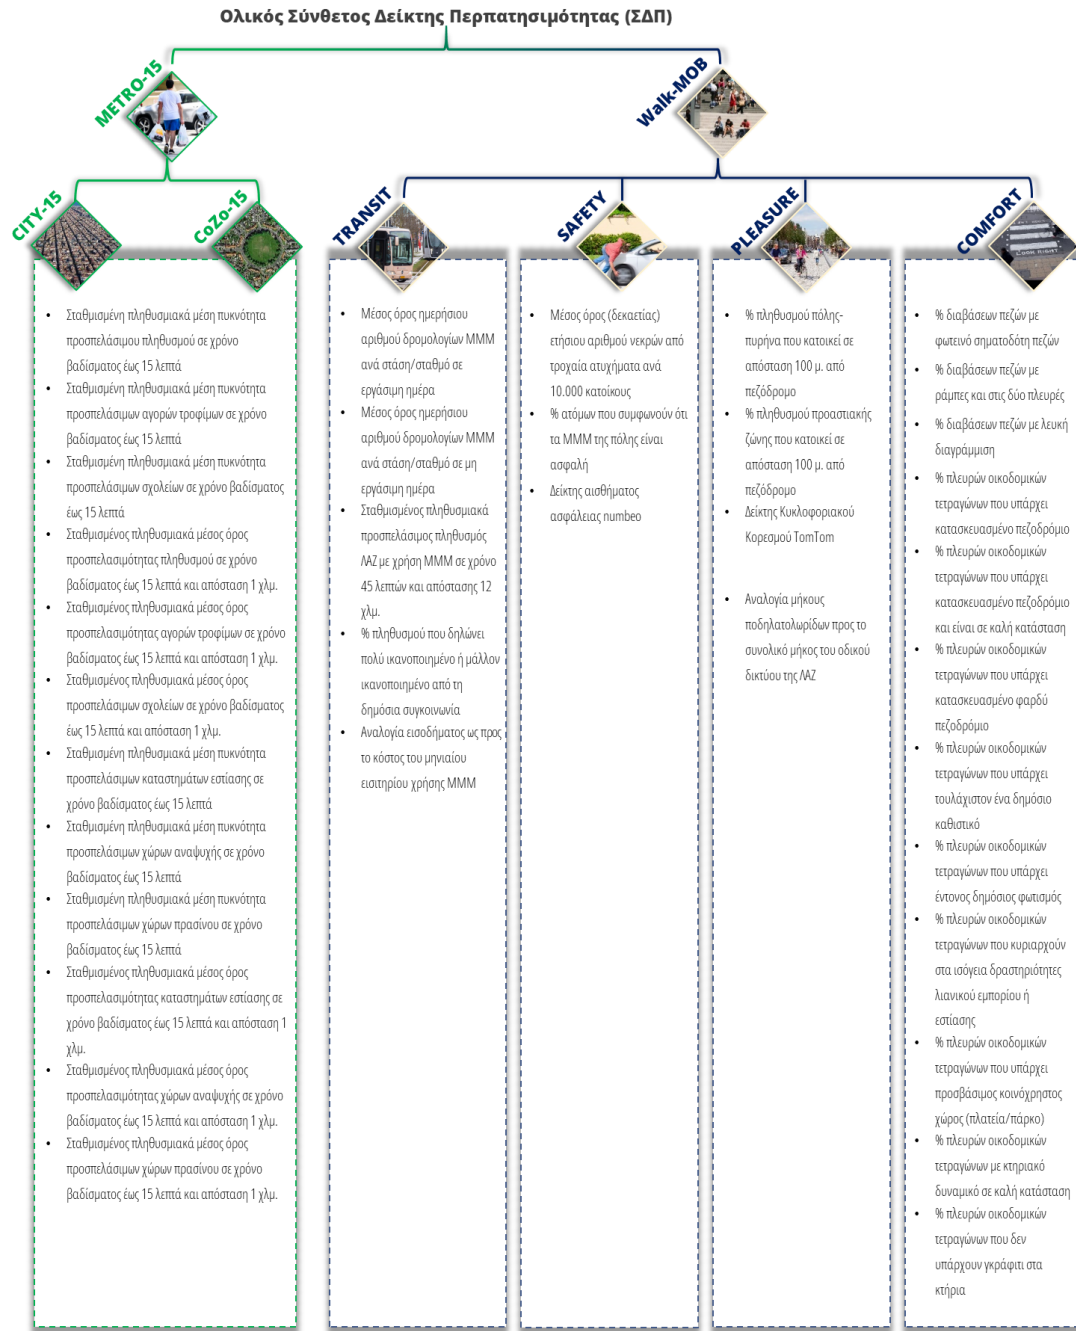 Ολικός Σύνθετος Δείκτης Περπατησιμότητας (ΣΔΠ)
METRO-15
Walk-MOB
CITY-15
CoZo-15
TRANSIT
SAFETY
PLEASURE
COMFORT
• Σταθμισμένη πληθυσμιακά μέση πυκνότητα
προσπελάσιμου πληθυσμού σε χρόνο
βαδίσματος έως 15 λεπτά
• Σταθμισμένη πληθυσμιακά μέση πυκνότητα
προσπελάσιμων αγορών τροφίμων σε χρόνο
βαδίσματος έως 15 λεπτά
• Σταθμισμένη πληθυσμιακά μέση πυκνότητα
προσπελάσιμων σχολείων σε χρόνο βαδίσματος
έως 15 λεπτά
• Σταθμισμένος πληθυσμιακά μέσος όρος
προσπελασιμότητας πληθυσμού σε χρόνο
βαδίσματος έως 15 λεπτά και απόσταση 1 χλμ.
• Σταθμισμένος πληθυσμιακά μέσος όρος
προσπελασιμότητας αγορών τροφίμων σε χρόνο
βαδίσματος έως 15 λεπτά και απόσταση 1 χλμ.
• Σταθμισμένος πληθυσμιακά μέσος όρος
προσπελάσιμων σχολείων σε χρόνο βαδίσματος
έως 15 λεπτά και απόσταση 1 χλμ.
• Σταθμισμένη πληθυσμιακά μέση πυκνότητα
προσπελάσιμων καταστημάτων εστίασης σε
χρόνο βαδίσματος έως 15 λεπτά
• Σταθμισμένη πληθυσμιακά μέση πυκνότητα
προσπελάσιμων χώρων αναψυχής σε χρόνο
βαδίσματος έως 15 λεπτά
• Σταθμισμένη πληθυσμιακά μέση πυκνότητα
προσπελάσιμων χώρων πρασίνου σε χρόνο
βαδίσματος έως 15 λεπτά
• Σταθμισμένος πληθυσμιακά μέσος όρος
προσπελασιμότητας καταστημάτων εστίασης σε
χρόνο βαδίσματος έως 15 λεπτά και απόσταση 1
χλμ.
• Σταθμισμένος πληθυσμιακά μέσος όρος
προσπελασιμότητας χώρων αναψυχής σε χρόνο
βαδίσματος έως 15 λεπτά και απόσταση 1 χλμ.
• Σταθμισμένος πληθυσμιακά μέσος όρος
προσπελάσιμων χώρων πρασίνου σε χρόνο
βαδίσματος έως 15 λεπτά και απόσταση 1 χλμ.
• Μέσος όρος ημερήσιου
αριθμού δρομολογίων ΜΜΜ
ανά στάση/σταθμό σε
εργάσιμη ημέρα
• Μέσος όρος ημερήσιου
αριθμού δρομολογίων ΜΜΜ
ανά στάση/σταθμό σε μη
εργάσιμη ημέρα
• Σταθμισμένος πληθυσμιακά
προσπελάσιμος πληθυσμός
ΛΑΖ με χρήση ΜΜΜ σε χρόνο
45 λεπτών και απόστασης 12
χλμ.
• % πληθυσμού που δηλώνει
πολύ ικανοποιημένο ή μάλλον
ικανοποιημένο από τη
δημόσια συγκοινωνία
• Αναλογία εισοδήματος ως προς
το κόστος του μηνιαίου
εισιτηρίου χρήσης ΜΜΜ
• Μέσος όρος (δεκαετίας)
ετήσιου αριθμού νεκρών από
τροχαία ατυχήματα ανά
10.000 κατοίκους
• % ατόμων που συμφωνούν ότι
τα ΜΜΜ της πόλης είναι
ασφαλή
• Δείκτης αισθήματος
ασφάλειας numbeo
• % πληθυσμού πόλης-
πυρήνα που κατοικεί σε
απόσταση 100 μ. από
πεζόδρομο
• % πληθυσμού προαστιακής
ζώνης που κατοικεί σε
απόσταση 100 μ. από
πεζόδρομο
• Δείκτης Κυκλοφοριακού
Κορεσμού TomTom
• Αναλογία μήκους
ποδηλατολωρίδων προς το
συνολικό μήκος του οδικού
δικτύου της ΛΑΖ
• % διαβάσεων πεζών με
φωτεινό σηματοδότη πεζών
• % διαβάσεων πεζών με
ράμπες και στις δύο πλευρές
• % διαβάσεων πεζών με λευκή
διαγράμμιση
• % πλευρών οικοδομικών
τετραγώνων που υπάρχει
κατασκευασμένο πεζοδρόμιο
• % πλευρών οικοδομικών
τετραγώνων που υπάρχει
κατασκευασμένο πεζοδρόμιο
και είναι σε καλή κατάσταση
• % πλευρών οικοδομικών
τετραγώνων που υπάρχει
κατασκευασμένο φαρδύ
πεζοδρόμιο
• % πλευρών οικοδομικών
τετραγώνων που υπάρχει
τουλάχιστον ένα δημόσιο
καθιστικό
• % πλευρών οικοδομικών
τετραγώνων που υπάρχει
έντονος δημόσιος φωτισμός
• % πλευρών οικοδομικών
τετραγώνων που κυριαρχούν
στα ισόγεια δραστηριότητες
λιανικού εμπορίου ή
εστίασης
• % πλευρών οικοδομικών
τετραγώνων που υπάρχει
προσβάσιμος κοινόχρηστος
χώρος (πλατεία/πάρκο)
• % πλευρών οικοδομικών
τετραγώνων με κτηριακό
δυναμικό σε καλή κατάσταση
• % πλευρών οικοδομικών
τετραγώνων που δεν
υπάρχουν γκράφιτι στα
κτήρια
LOOK RIGHT